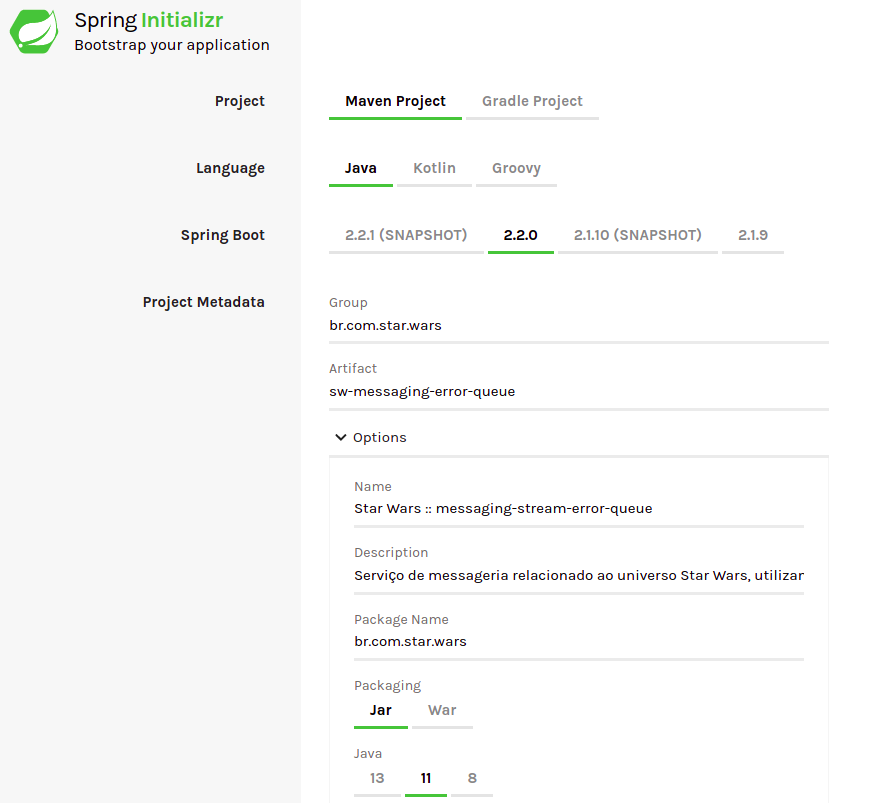 Spring Initializr
Bootstrap your application
Project
Maven Project
Gradle Project
Language
Java
Kotlin
Groovy
Spring Boot
2.2.1 (SNAPSHOT)
2.2.0
2.1.10 (SNAPSHOT)
2.1.9
Project Metadata
Group
br.com.star.wars
Artifact
sw-messaging-error-queue
Options
Name
Star Wars :: messaging-stream-error-queue
Description
Serviço de messageria relacionado ao universo Star Wars, utilizar
Package Name
br.com.star.wars
Packaging
Jar
War
Java
13
11
8